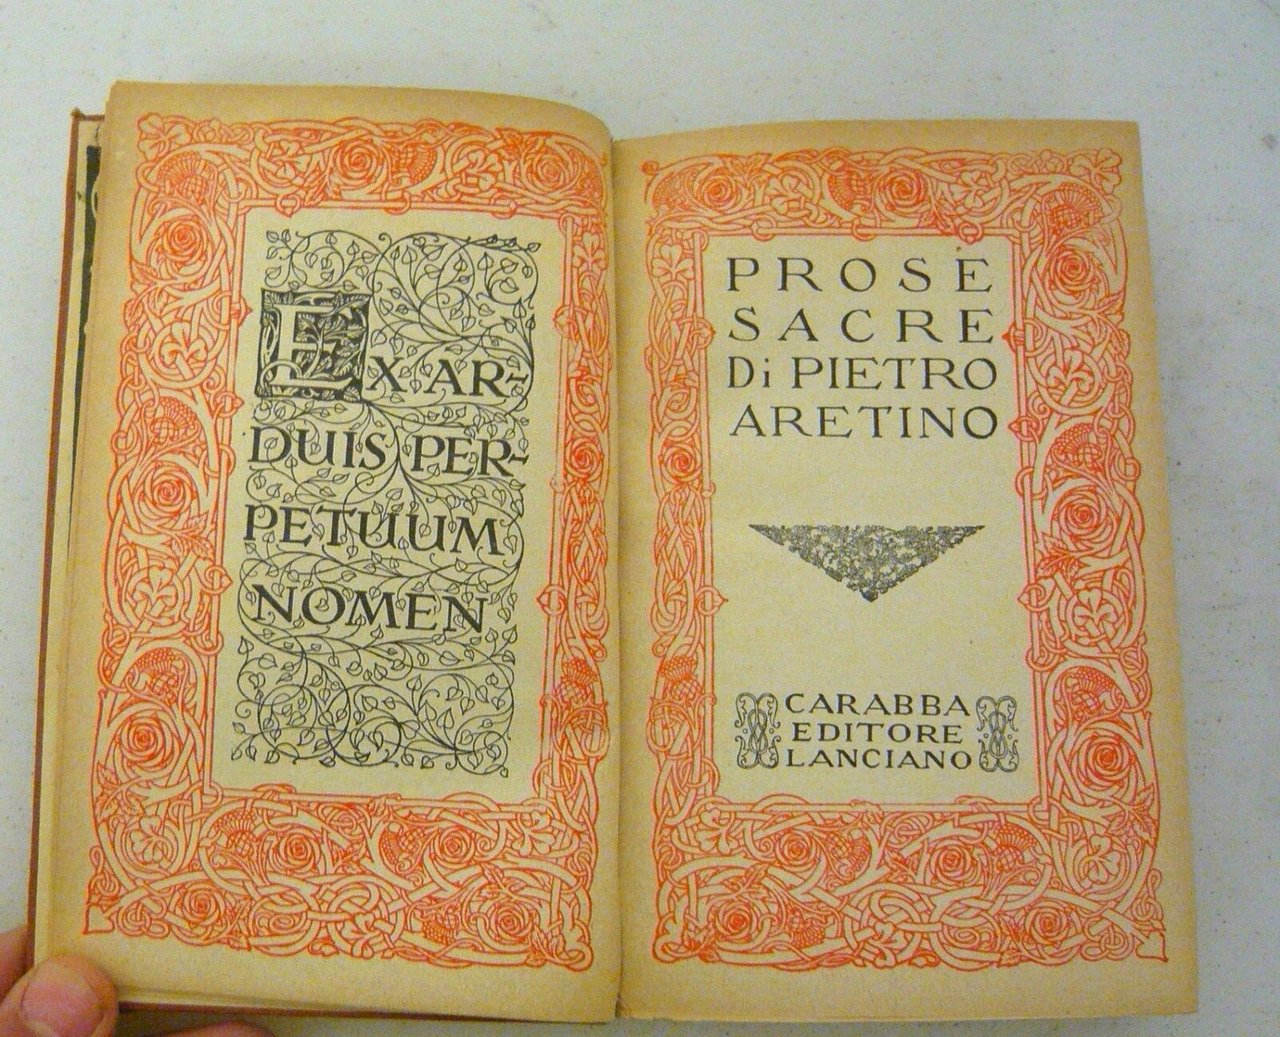 EX AR-
DUIS PER-
PETUUM
NOMEN
PROSE
SACRE
Di PIETRO
ARETINO
CARABBA
EDITORE
LANCIANO